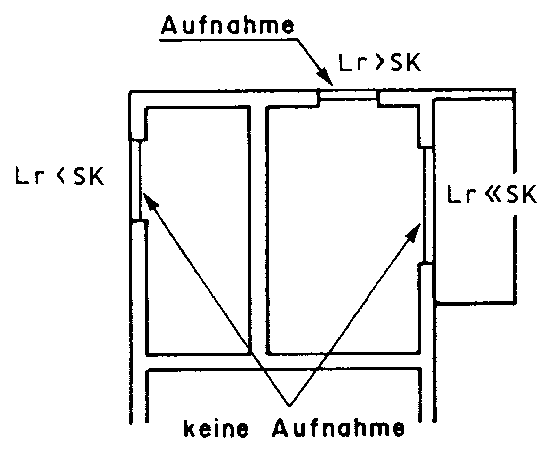 Aufnahme
Lr > SK
Lr < SK
Lr ≪ SK
keine Aufnahme